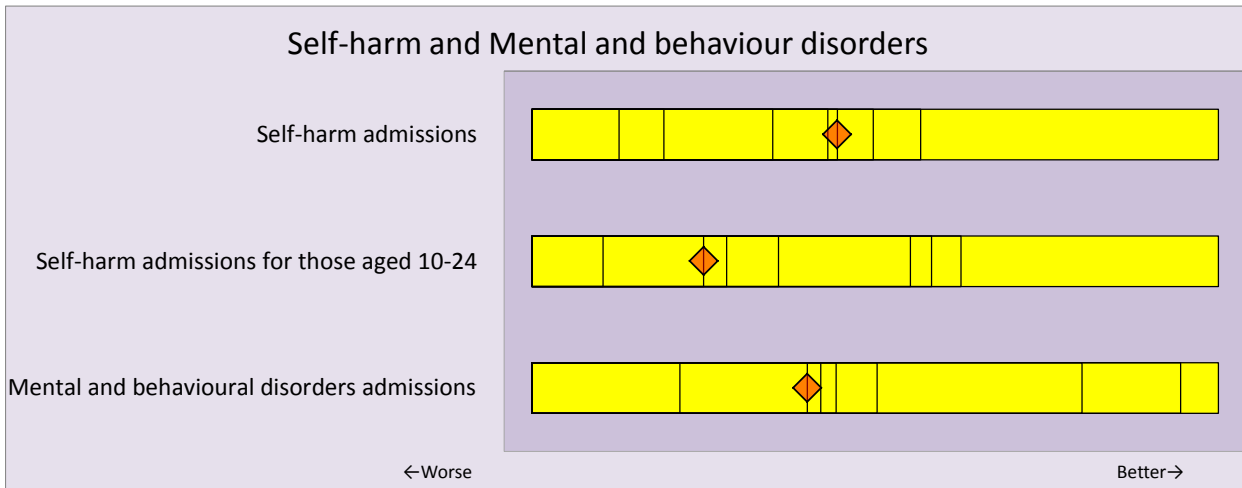 Self-harm and Mental and behaviour disorders
Self-harm admissions
Self-harm admissions for those aged 10-24
Mental and behavioural disorders admissions
←Worse
Better→